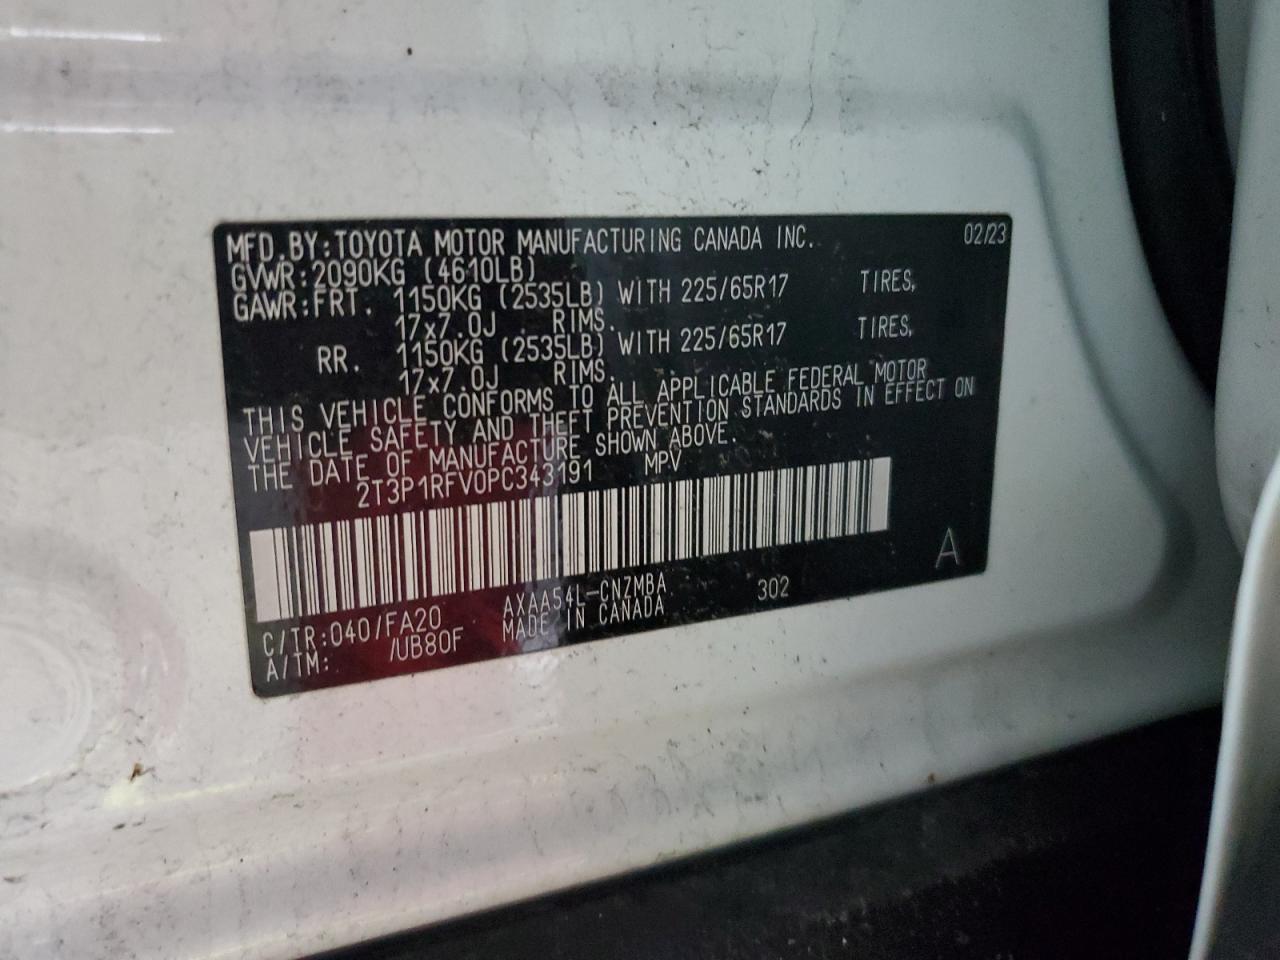 MFD.BY:TOYOTA MOTOR MANUFACTURING CANADA INC. 02/23
GVWR:2090KG (4610LB)
GAWR:FRT. 1150KG (2535LB) WITH 225/65R17 TIRES,
17x7.0J RIMS.
RR. 1150KG (2535LB) WITH 225/65R17 TIRES,
17x7.0J RIMS.
THIS VEHICLE CONFORMS TO ALL APPLICABLE FEDERAL MOTOR
VEHICLE SAFETY AND THEFT PREVENTION STANDARDS IN EFFECT ON
THE DATE OF MANUFACTURE SHOWN ABOVE.
2T3P1RFV0PC343191 MPV
A
C/TR:040/FA20 AXAA54L-CNZMBA 302
A/TM: /UB80F MADE IN CANADA